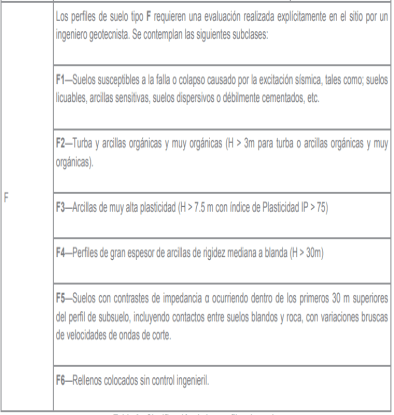 Los perfiles de suelo tipo F requieren una evaluación realizada explícitamente en el sitio por un
ingeniero geotecnista. Se contemplan las siguientes subclases:
F1—Suelos susceptibles a la falla o colapso causado por la excitación sísmica, tales como; suelos
licuables, arcillas sensitivas, suelos dispersivos o débilmente cementados, etc.
F2—Turba y arcillas orgánicas y muy orgánicas (H > 3m para turba o arcillas orgánicas y muy
orgánicas).
F
F3—Arcillas de muy alta plasticidad (H > 7.5 m con índice de Plasticidad IP > 75)
F4—Perfiles de gran espesor de arcillas de rigidez mediana a blanda (H > 30m)
F5—Suelos con contrastes de impedancia α ocurriendo dentro de los primeros 30 m superiores
del perfil de subsuelo, incluyendo contactos entre suelos blandos y roca, con variaciones bruscas
de velocidades de ondas de corte.
F6—Rellenos colocados sin control ingenieril.